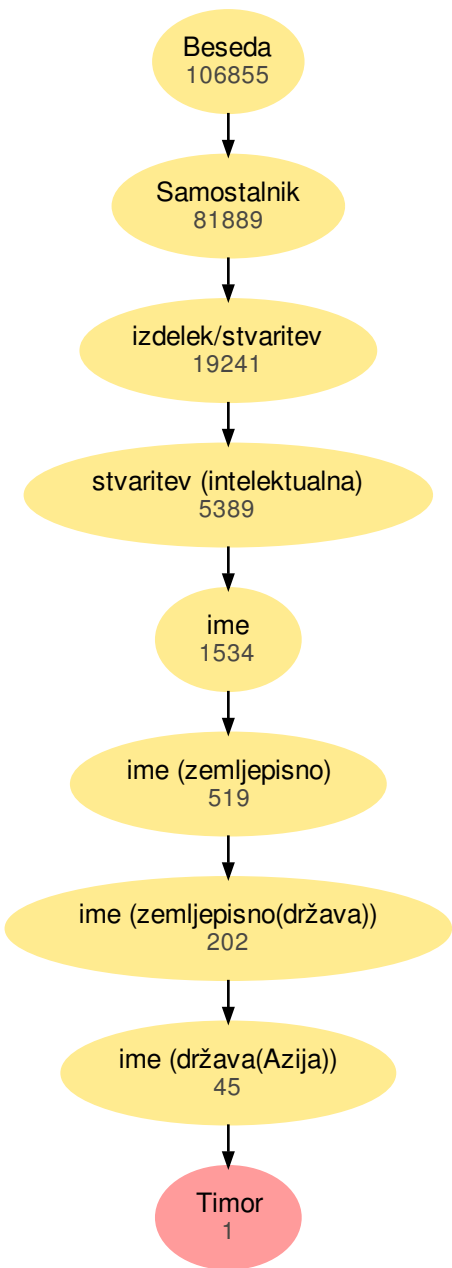 Beseda
106855
Samostalnik
81889
izdelek/stvaritev
19241
stvaritev (intelektualna)
5389
ime
1534
ime (zemljepisno)
519
ime (zemljepisno(država))
202
ime (država(Azija))
45
Timor
1